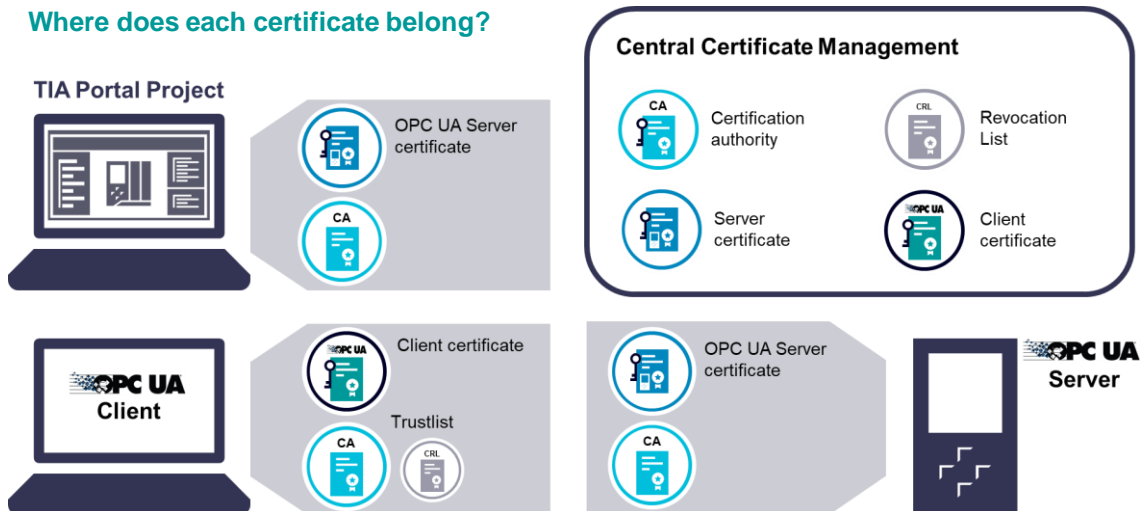 Where does each certificate belong?
TIA Portal Project
OPC UA Server
certificate
CA
Central Certificate Management
CA
Certification
authority
CRL
Revocation
List
Server
certificate
OPC UA
Client
certificate
OPC UA
Client
OPC UA
Client certificate
Trustlist
CA
CRL
OPC UA Server
certificate
CA
OPC UA
Server